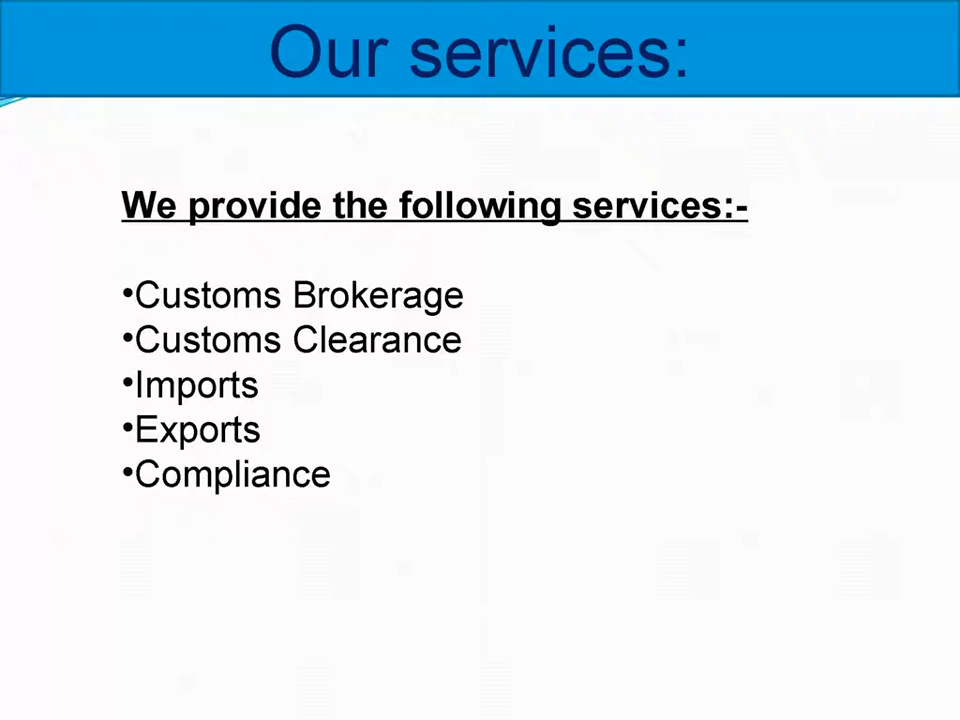 Our services:
We provide the following services:-
•Customs Brokerage
•Customs Clearance
•Imports
•Exports
•Compliance